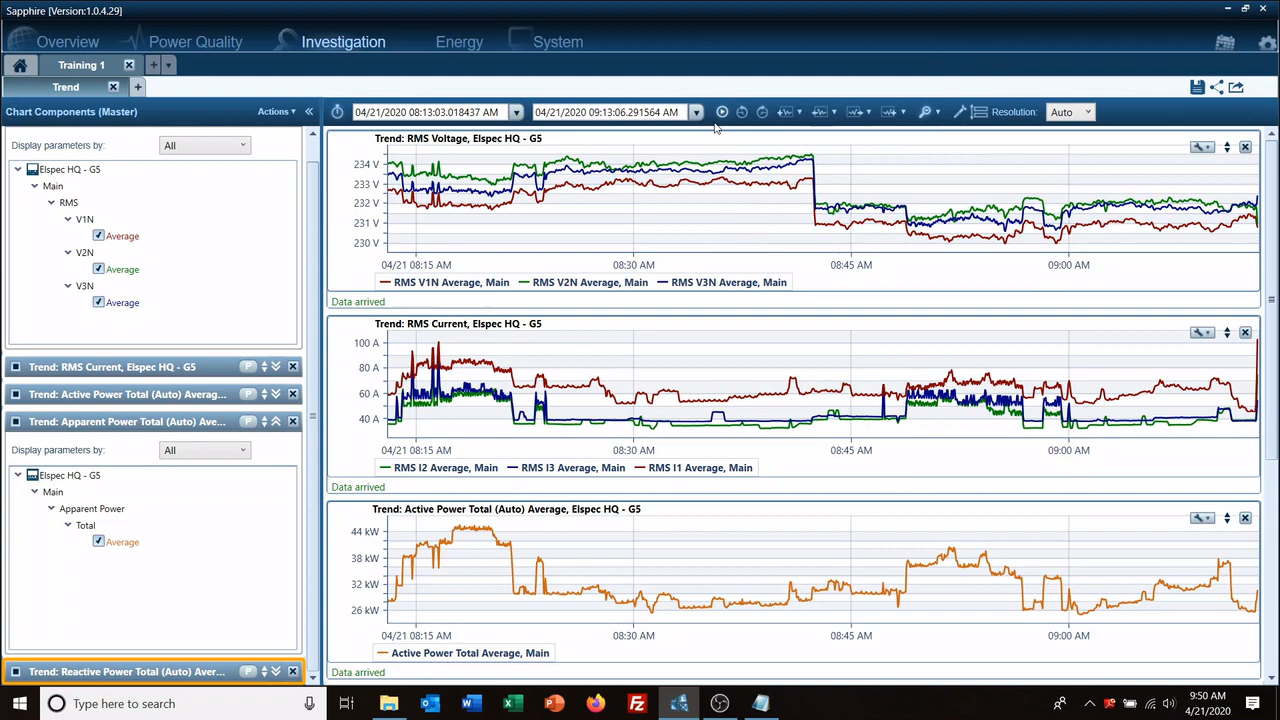 Sapphire [Version:1.0.4.29]
Overview
Power Quality
Investigation
Energy
System
Training 1
Trend
Chart Components (Master)
Actions
04/21/2020 08:13:03.018437 AM
04/21/2020 09:13:06.291564 AM
Resolution:
Auto
Display parameters by:
All
Elspec HQ - G5
Main
RMS
V1N
Average
V2N
Average
V3N
Average
Trend: RMS Current, Elspec HQ - G5
P
Trend: Active Power Total (Auto) Averag...
P
Trend: Apparent Power Total (Auto) Ave...
P
Display parameters by:
All
Elspec HQ - G5
Main
Apparent Power
Total
Average
Trend: Reactive Power Total (Auto) Aver...
P
Trend: RMS Voltage, Elspec HQ - G5
234 V
233 V
232 V
231 V
230 V
04/21 08:15 AM
08:30 AM
08:45 AM
09:00 AM
RMS V1N Average, Main
RMS V2N Average, Main
RMS V3N Average, Main
Data arrived
Trend: RMS Current, Elspec HQ - G5
100 A
80 A
60 A
40 A
04/21 08:15 AM
08:30 AM
08:45 AM
09:00 AM
RMS I2 Average, Main
RMS I3 Average, Main
RMS I1 Average, Main
Data arrived
Trend: Active Power Total (Auto) Average, Elspec HQ - G5
44 kW
38 kW
32 kW
26 kW
04/21 08:15 AM
08:30 AM
08:45 AM
09:00 AM
Active Power Total Average, Main
Data arrived
Type here to search
9:50 AM
4/21/2020